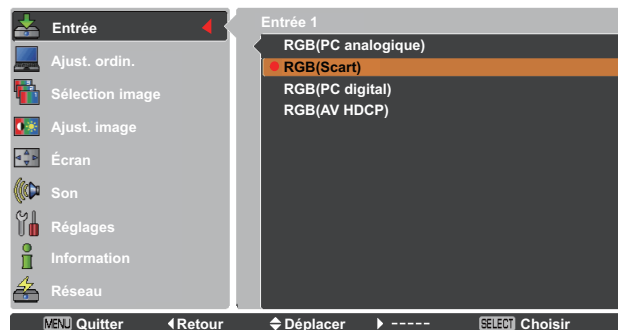 Entrée
Ajust. ordin.
Sélection image
Ajust. image
Écran
Son
Réglages
Information
Réseau
Entrée 1
RGB(PC analogique)
RGB(Scart)
RGB(PC digital)
RGB(AV HDCP)
MENU Quitter Retour Déplacer ----- SELECT Choisir